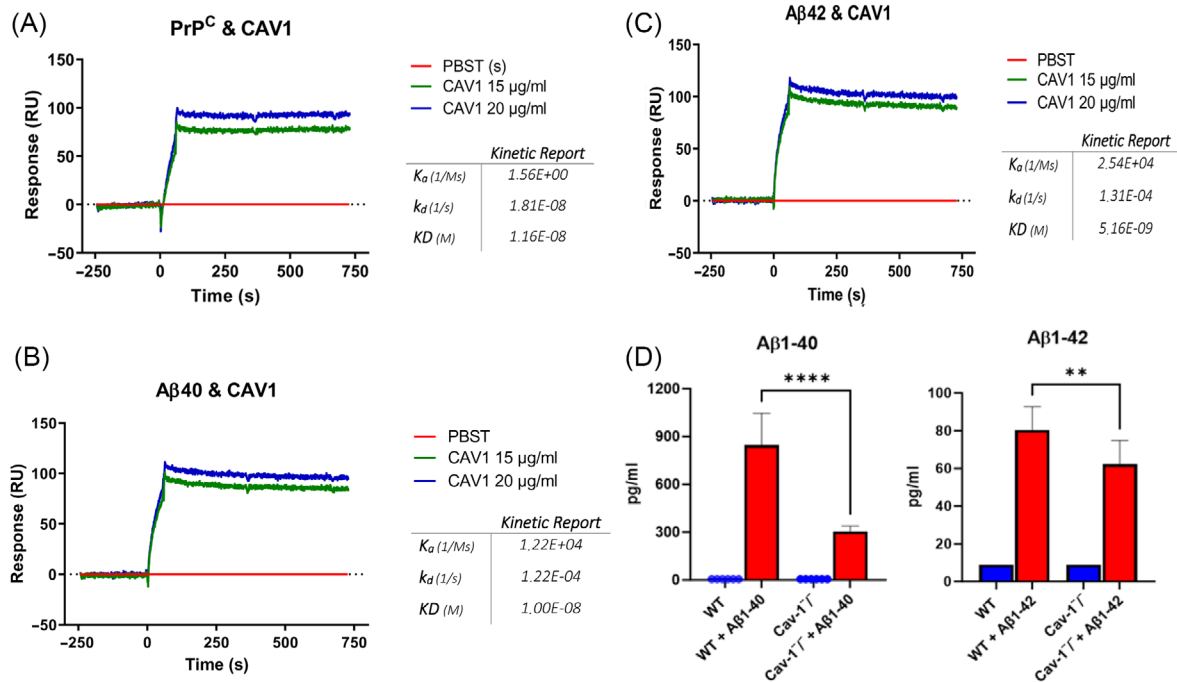 (A)
PrPᶜ & CAV1
Response (RU)
150
100
50
0
−50
−250
0
250
500
750
Time (s)
PBST (s)
CAV1 15 µg/ml
CAV1 20 µg/ml
Kinetic Report
Ka (1/Ms) 1.56E+00
kd (1/s) 1.81E-08
KD (M) 1.16E-08
(C)
Aβ42 & CAV1
Response (RU)
150
100
50
0
−50
−250
0
250
500
750
Time (s)
PBST
CAV1 15 µg/ml
CAV1 20 µg/ml
Kinetic Report
Ka (1/Ms) 2.54E+04
kd (1/s) 1.31E-04
KD (M) 5.16E-09
(B)
Aβ40 & CAV1
Response (RU)
150
100
50
0
−50
−250
0
250
500
750
Time (s)
PBST
CAV1 15 µg/ml
CAV1 20 µg/ml
Kinetic Report
Ka (1/Ms) 1.22E+04
kd (1/s) 1.22E-04
KD (M) 1.00E-08
(D)
Aβ1-40
pg/ml
1200
900
600
300
0
****
WT
WT + Aβ1-40
Cav-1⁻/⁻
Cav-1⁻/⁻ + Aβ1-40
Aβ1-42
pg/ml
100
80
60
40
20
0
**
WT
WT + Aβ1-42
Cav-1⁻/⁻
Cav-1⁻/⁻ + Aβ1-42